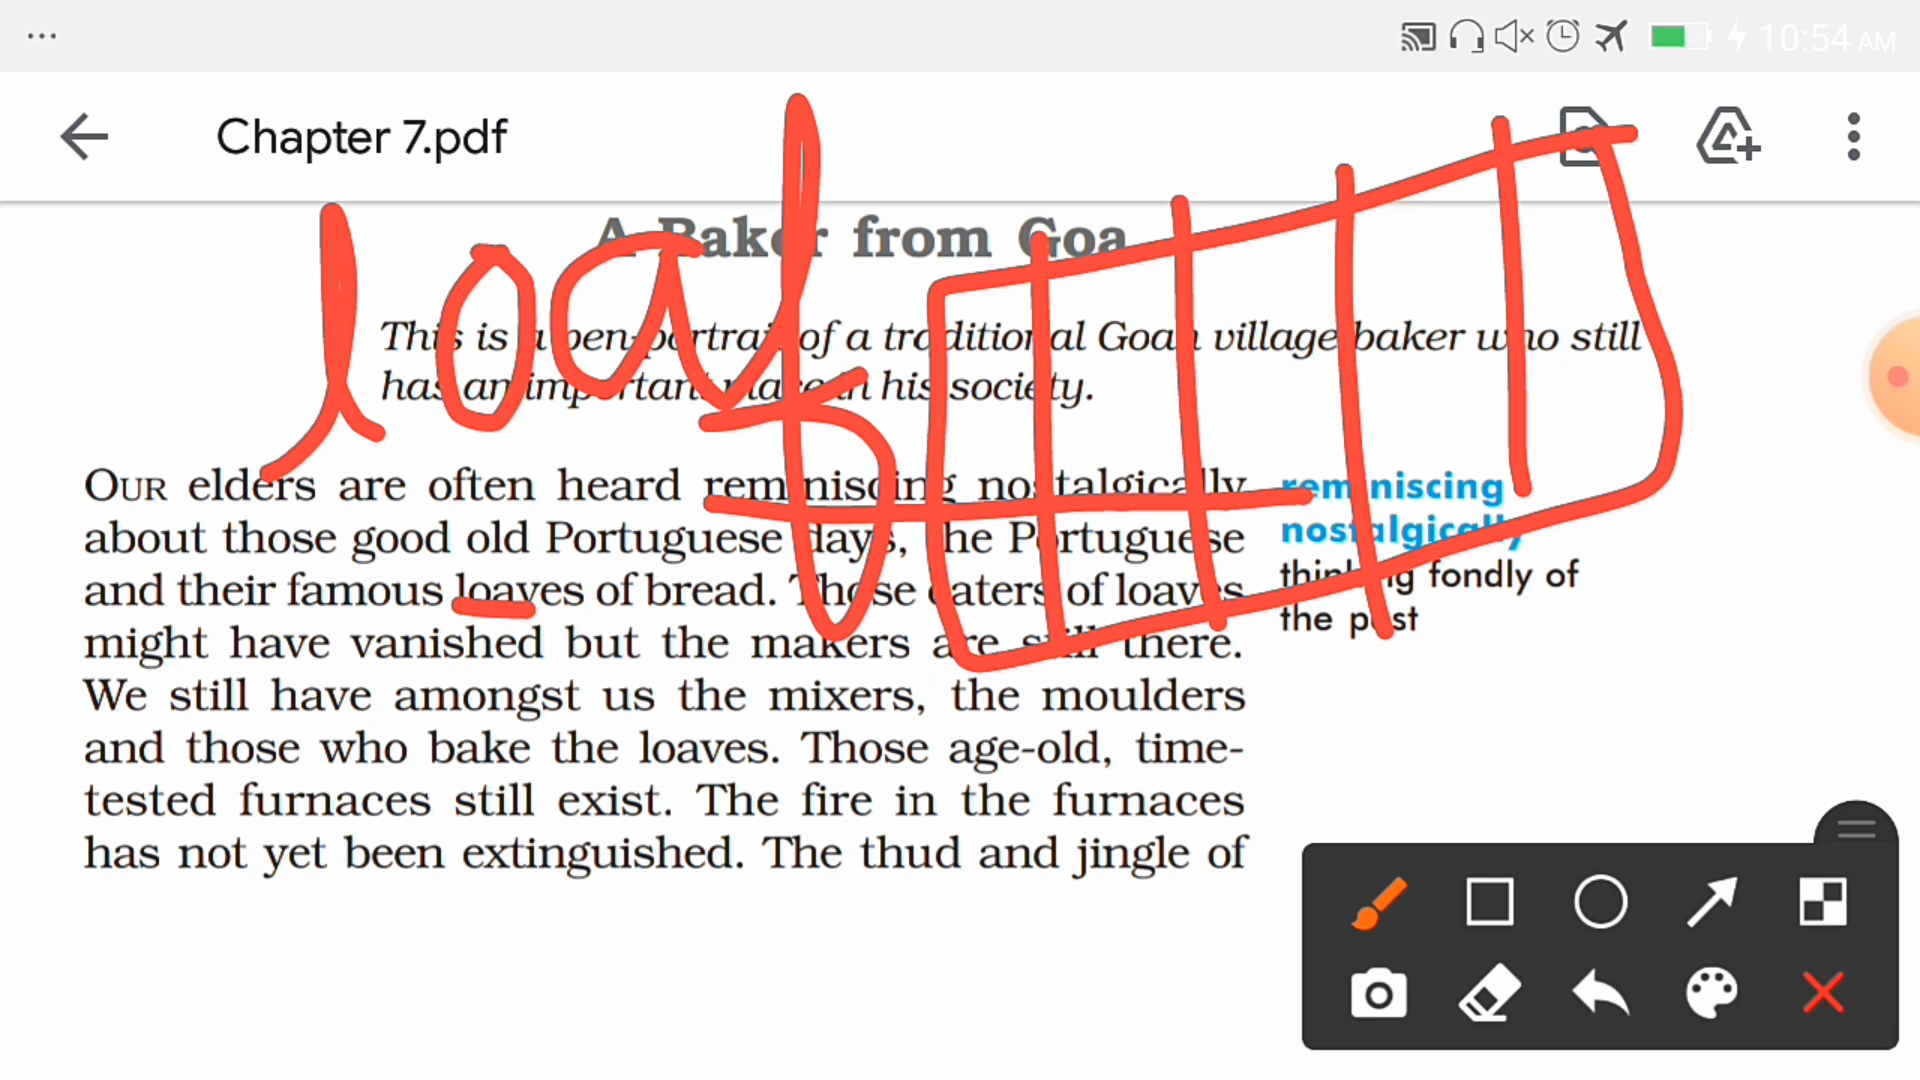 ... 10:54 AM
Chapter 7.pdf
loaf
A Baker from Goa
This is a pen-portrait of a traditional Goan village baker who still
has an important place in his society.
OUR elders are often heard reminiscing nostalgically
about those good old Portuguese days, the Portuguese
and their famous loaves of bread. Those eaters of loaves
might have vanished but the makers are still there.
We still have amongst us the mixers, the moulders
and those who bake the loaves. Those age-old, time-
tested furnaces still exist. The fire in the furnaces
has not yet been extinguished. The thud and jingle of
reminiscing
nostalgically
thinking fondly of
the past